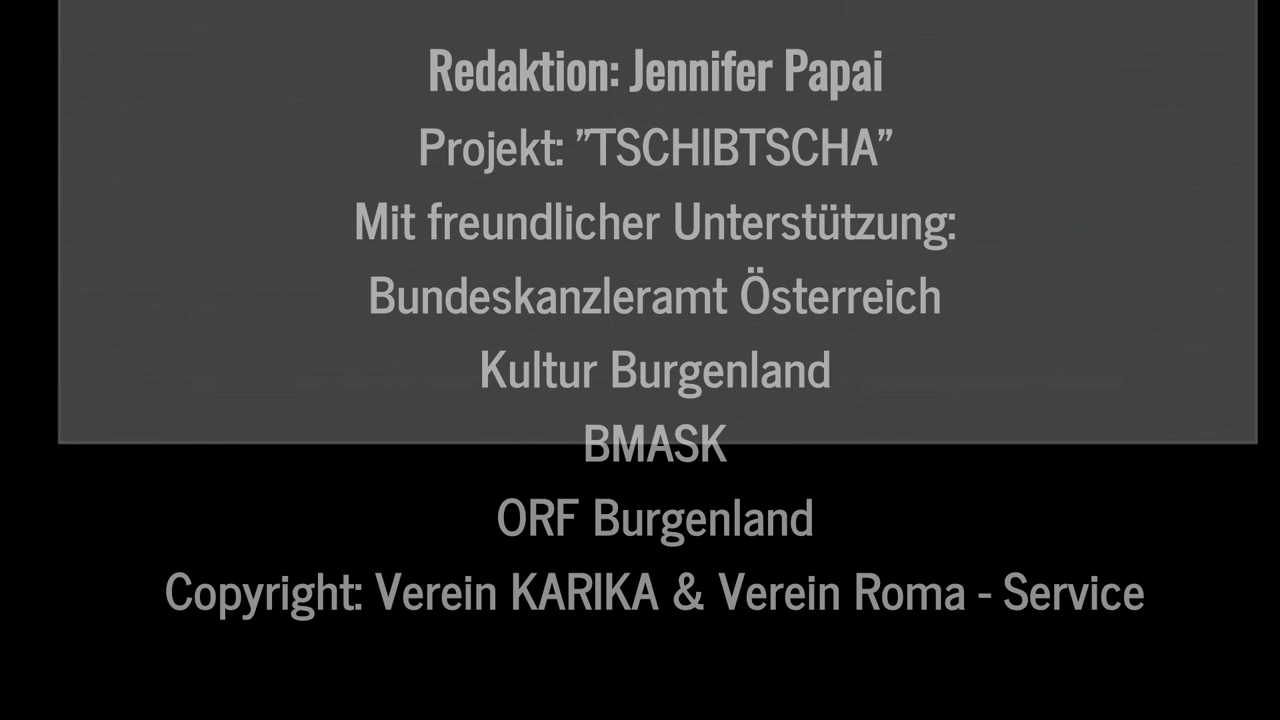 Redaktion: Jennifer Papai
Projekt: ”TSCHIBTSCHA”
Mit freundlicher Unterstützung:
Bundeskanzleramt Österreich
Kultur Burgenland
BMASK
ORF Burgenland
Copyright: Verein KARIKA & Verein Roma - Service